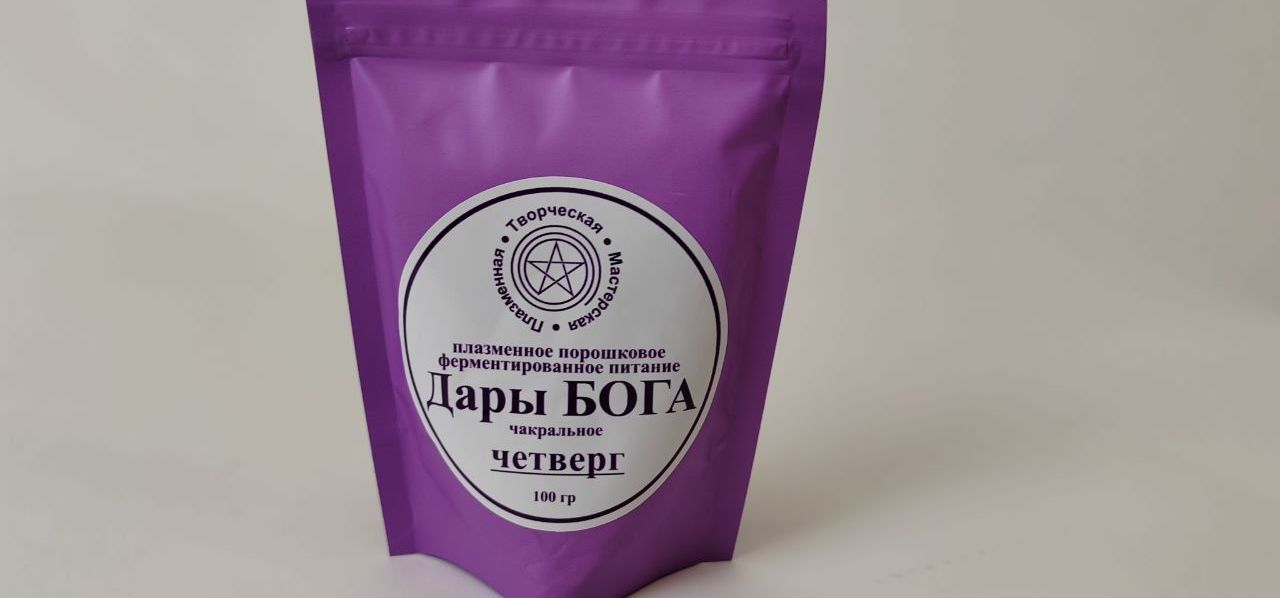 Плазменная • Творческая • Мастерская •
плазменное порошковое
ферментированное питание
Дары БОГА
чакральное
четверг
100 гр